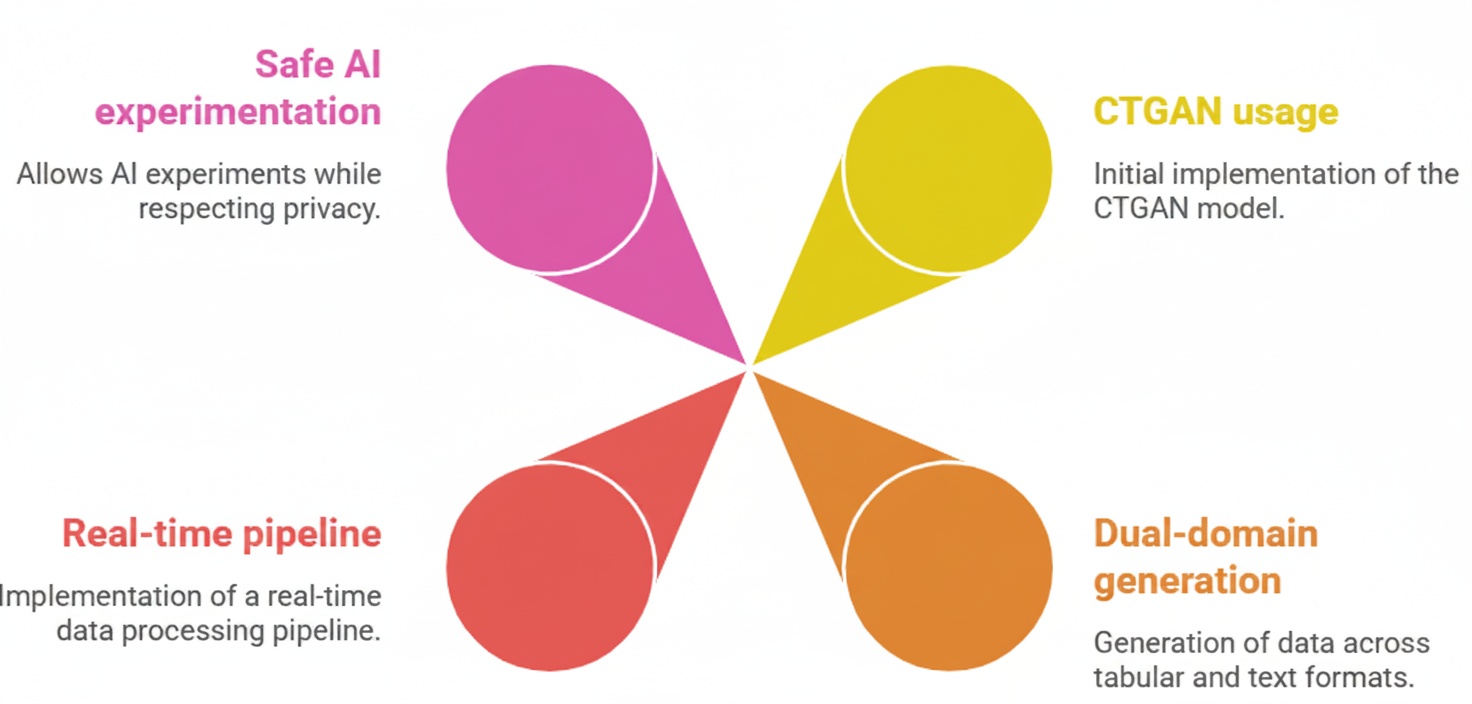 Safe AI
experimentation
Allows AI experiments while
respecting privacy.
CTGAN usage
Initial implementation of the
CTGAN model.
Real-time pipeline
Implementation of a real-time
data processing pipeline.
Dual-domain
generation
Generation of data across
tabular and text formats.